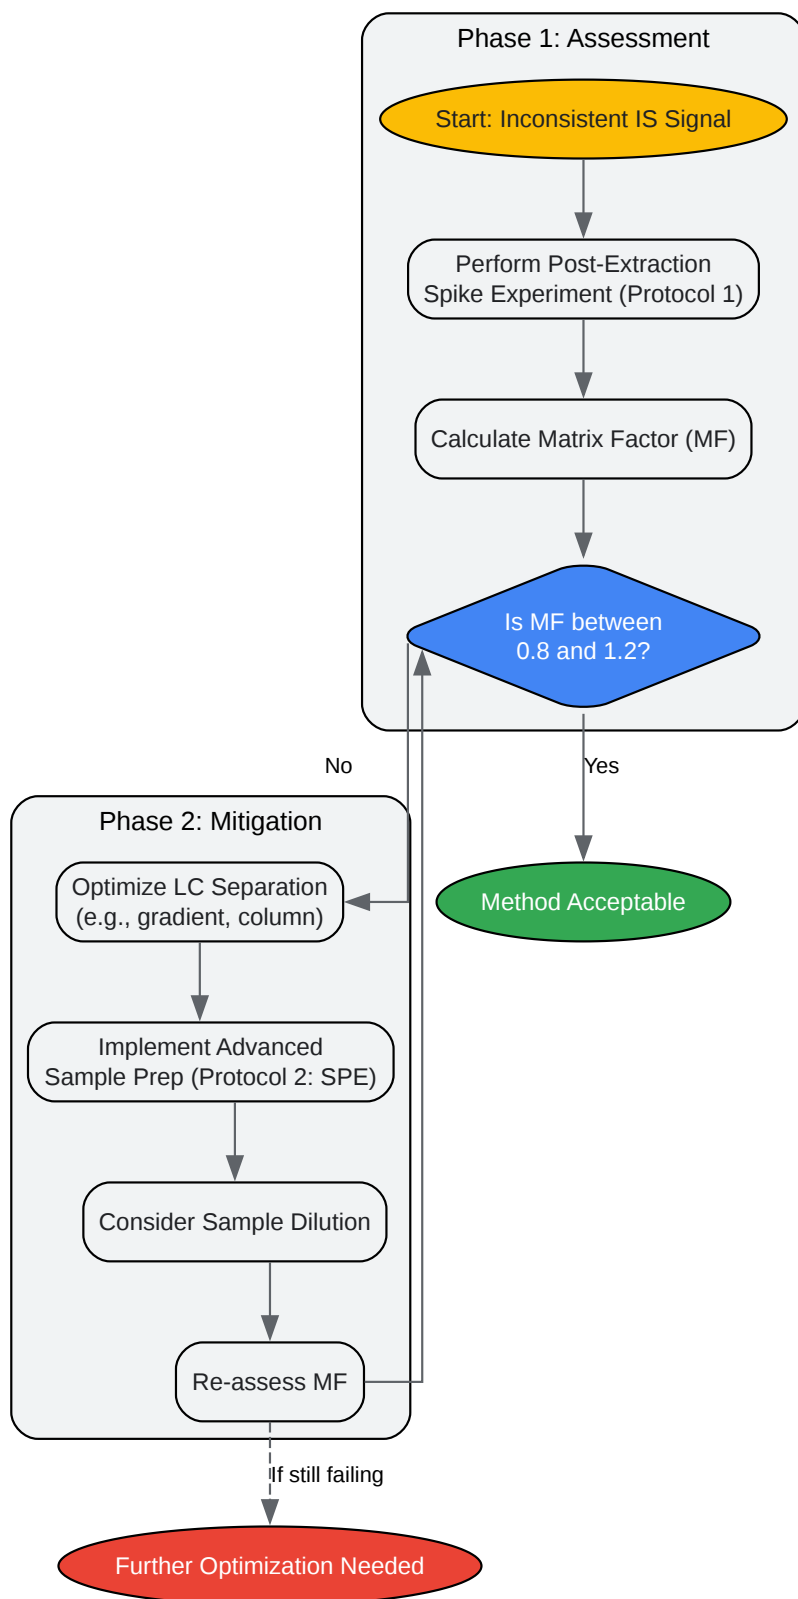 Phase 1: Assessment
Start: Inconsistent IS Signal
Perform Post-Extraction
Spike Experiment (Protocol 1)
Calculate Matrix Factor (MF)
Is MF between
0.8 and 1.2?
No
Yes
Phase 2: Mitigation
Optimize LC Separation
(e.g., gradient, column)
Method Acceptable
Implement Advanced
Sample Prep (Protocol 2: SPE)
Consider Sample Dilution
Re-assess MF
If still failing
Further Optimization Needed